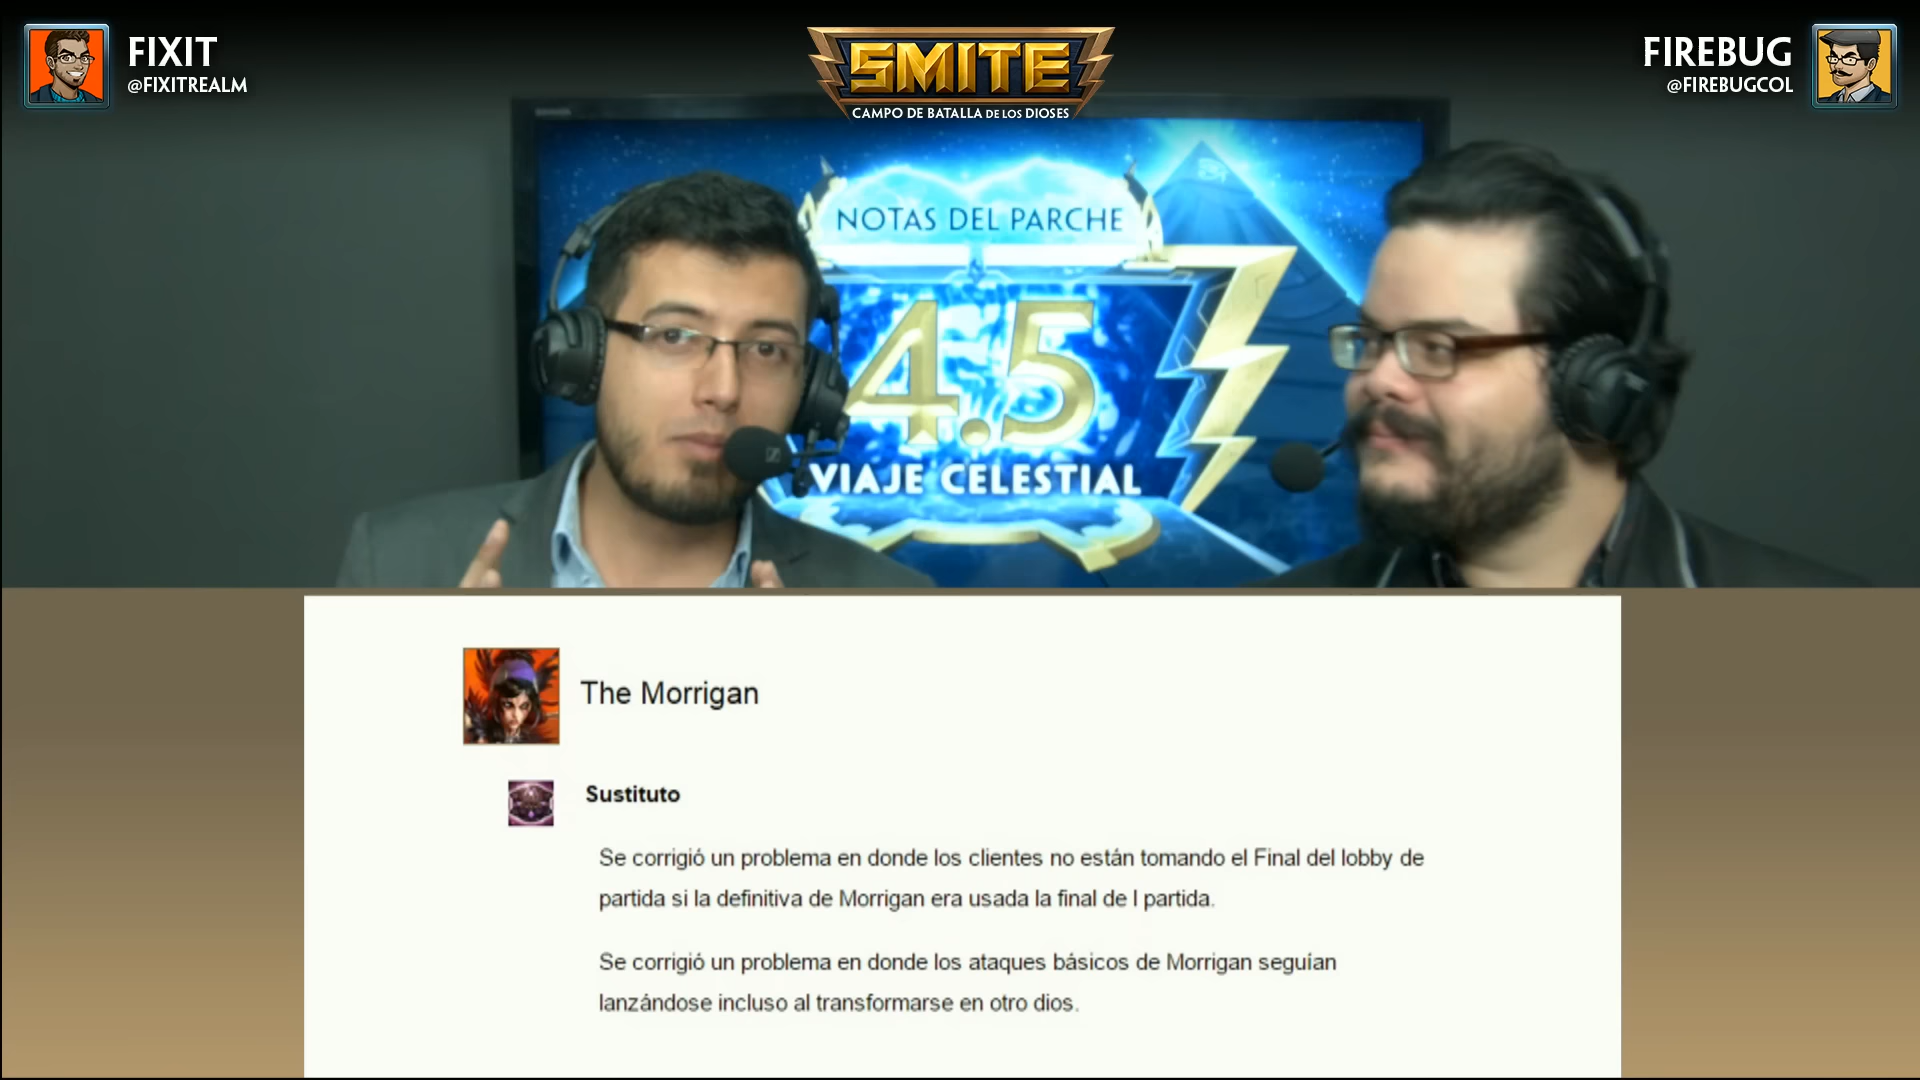 FIXIT
@FIXITREALM
SMITE
CAMPO DE BATALLA DE LOS DIOSES
FIREBUG
@FIREBUGCOL
NOTAS DEL PARCHE
4.5
VIAJE CELESTIAL
The Morrigan
Sustituto
Se corrigió un problema en donde los clientes no están tomando el Final del lobby de
partida si la definitiva de Morrigan era usada la final de l partida.
Se corrigió un problema en donde los ataques básicos de Morrigan seguían
lanzándose incluso al transformarse en otro dios.